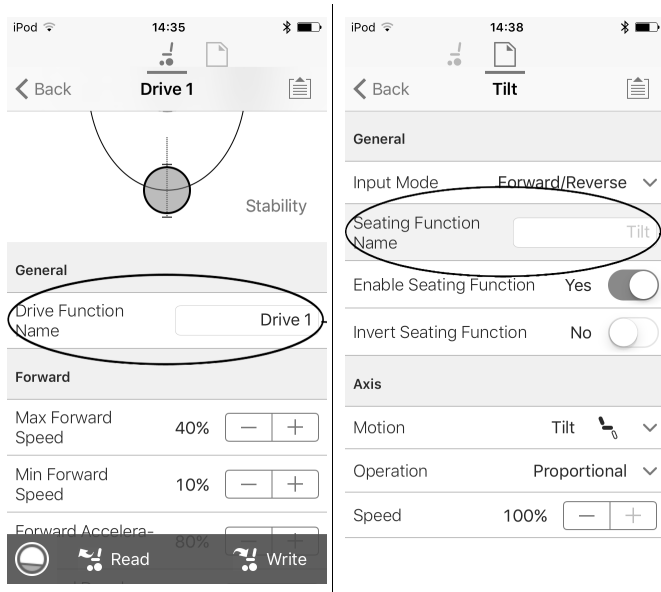 iPod 14:35
Back Drive 1
Stability
General
Drive Function
Name Drive 1
Forward
Max Forward
Speed 40%
Min Forward
Speed 10%
Forward Accelera-
80%
Read Write
iPod 14:38
Back Tilt
General
Input Mode Forward/Reverse
Seating Function
Name Tilt
Enable Seating Function Yes
Invert Seating Function No
Axis
Motion Tilt
Operation Proportional
Speed 100%